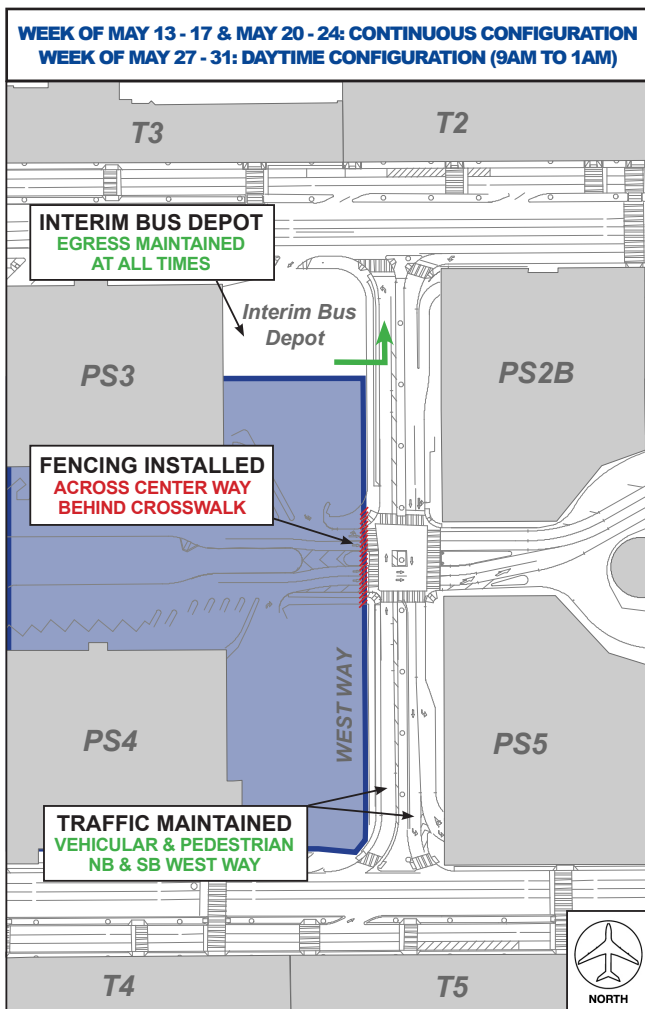 WEEK OF MAY 13 - 17 & MAY 20 - 24: CONTINUOUS CONFIGURATION
WEEK OF MAY 27 - 31: DAYTIME CONFIGURATION (9AM TO 1AM)
T3
T2
INTERIM BUS DEPOT
EGRESS MAINTAINED
AT ALL TIMES
Interim Bus
Depot
PS3
PS2B
FENCING INSTALLED
ACROSS CENTER WAY
BEHIND CROSSWALK
WEST WAY
PS4
PS5
TRAFFIC MAINTAINED
VEHICULAR & PEDESTRIAN
NB & SB WEST WAY
T4
T5
NORTH